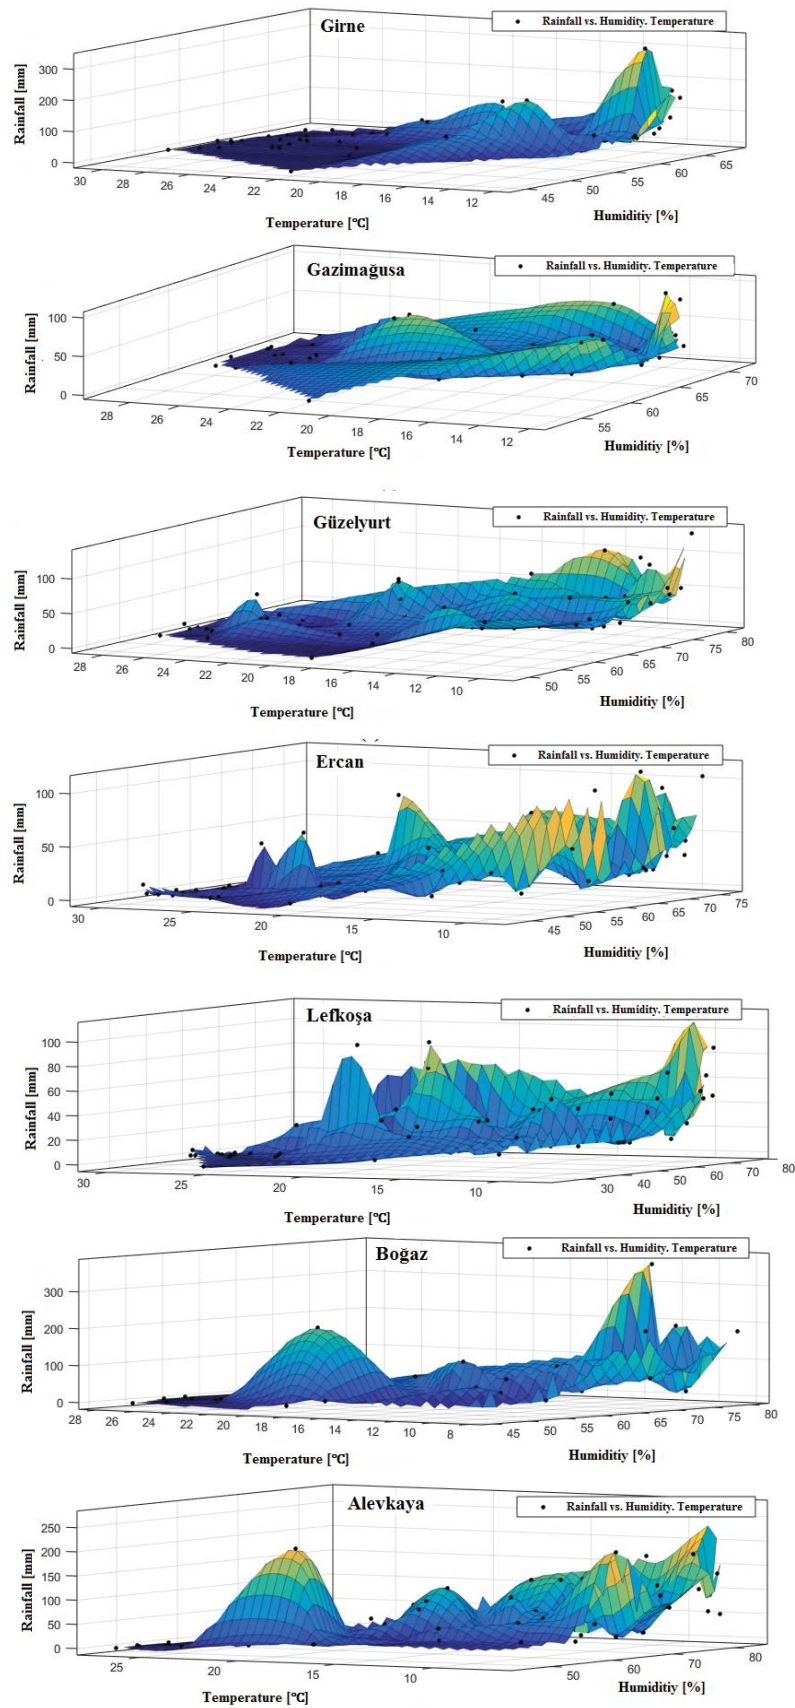 Girne
Rainfall vs. Humidity. Temperature
Rainfall [mm]
300
200
100
0
30 28 26 24 22 20 18 16 14 12
45 50 55 60 65
Temperature [°C]
Humiditiy [%]
Gazimağusa
Rainfall vs. Humidity. Temperature
Rainfall [mm]
100
50
0
28 26 24 22 20 18 16 14 12
55 60 65 70
Temperature [°C]
Humiditiy [%]
Güzelyurt
Rainfall vs. Humidity. Temperature
Rainfall [mm]
100
50
0
28 26 24 22 20 18 16 14 12 10
50 55 60 65 70 75 80
Temperature [°C]
Humiditiy [%]
Ercan
Rainfall vs. Humidity. Temperature
Rainfall [mm]
100
50
0
30 25 20 15 10
45 50 55 60 65 70 75
Temperature [°C]
Humiditiy [%]
Lefkoşa
Rainfall vs. Humidity. Temperature
Rainfall [mm]
100
80
60
40
20
0
30 25 20 15 10
30 40 50 60 70 80
Temperature [°C]
Humiditiy [%]
Boğaz
Rainfall vs. Humidity. Temperature
Rainfall [mm]
300
200
100
0
28 26 24 22 20 18 16 14 12 10 8
45 50 55 60 65 70 75 80
Temperature [°C]
Humiditiy [%]
Alevkaya
Rainfall vs. Humidity. Temperature
Rainfall [mm]
250
200
150
100
50
0
25 20 15 10
50 60 70 80
Temperature [°C]
Humiditiy [%]